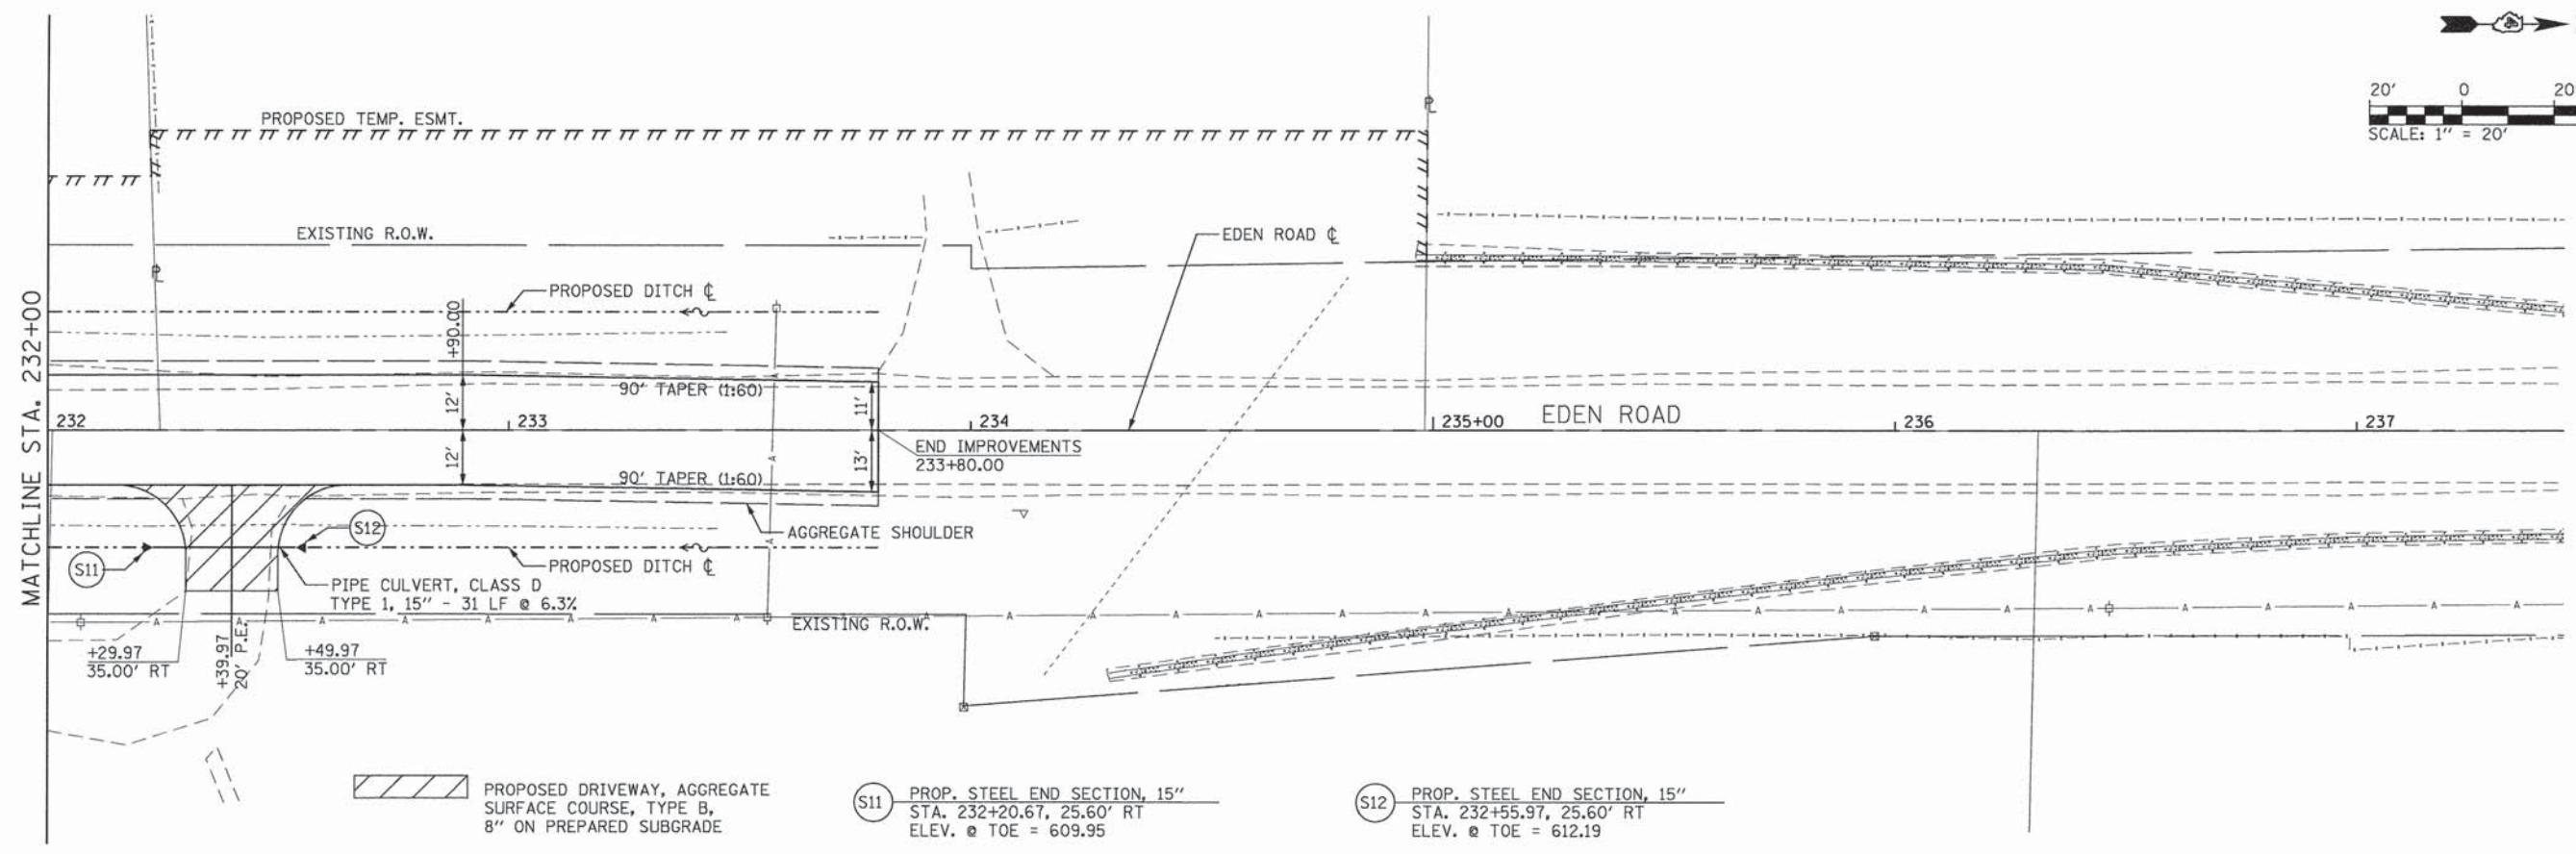 20' 0 20
SCALE: 1" = 20'
PROPOSED TEMP. ESMT.
EXISTING R.O.W.
EDEN ROAD ℄
PROPOSED DITCH ℄
+90.00
MATCHLINE STA. 232+00
90' TAPER (1:60)
12'
11'
232
233
234
235+00
EDEN ROAD
236
237
12'
13'
END IMPROVEMENTS
233+80.00
90' TAPER (1:60)
AGGREGATE SHOULDER
S12
S11
PROPOSED DITCH ℄
PIPE CULVERT, CLASS D
TYPE 1, 15" - 31 LF @ 6.3%
EXISTING R.O.W.
+29.97
35.00' RT
+39.97
20' P.E.
+49.97
35.00' RT
PROPOSED DRIVEWAY, AGGREGATE
SURFACE COURSE, TYPE B,
8" ON PREPARED SUBGRADE
S11
PROP. STEEL END SECTION, 15"
STA. 232+20.67, 25.60' RT
ELEV. @ TOE = 609.95
S12
PROP. STEEL END SECTION, 15"
STA. 232+55.97, 25.60' RT
ELEV. @ TOE = 612.19